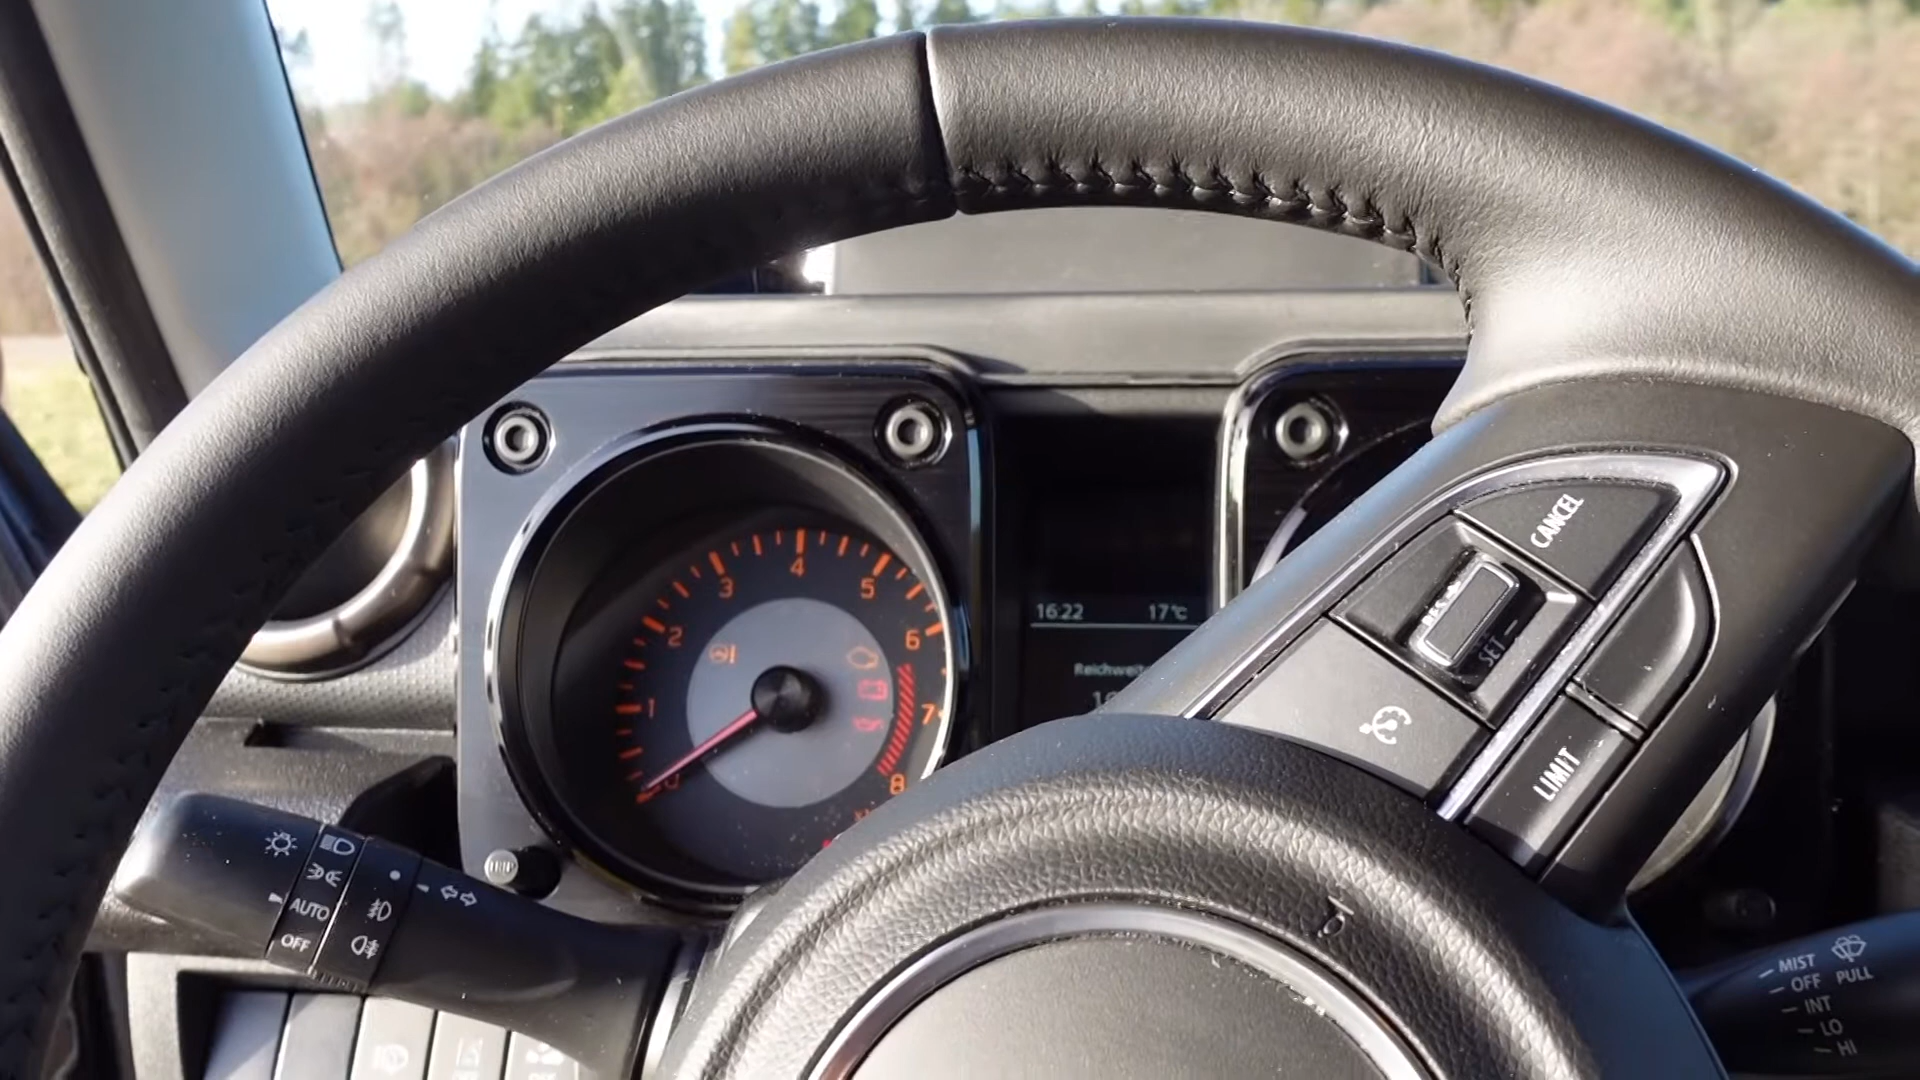 CANCEL
SET –
LIMIT
4
3
5
2
6
1
7
8
16:22 17°C
Reichweite
TRIP
AUTO
OFF
MIST
OFF PULL
INT
LO
HI